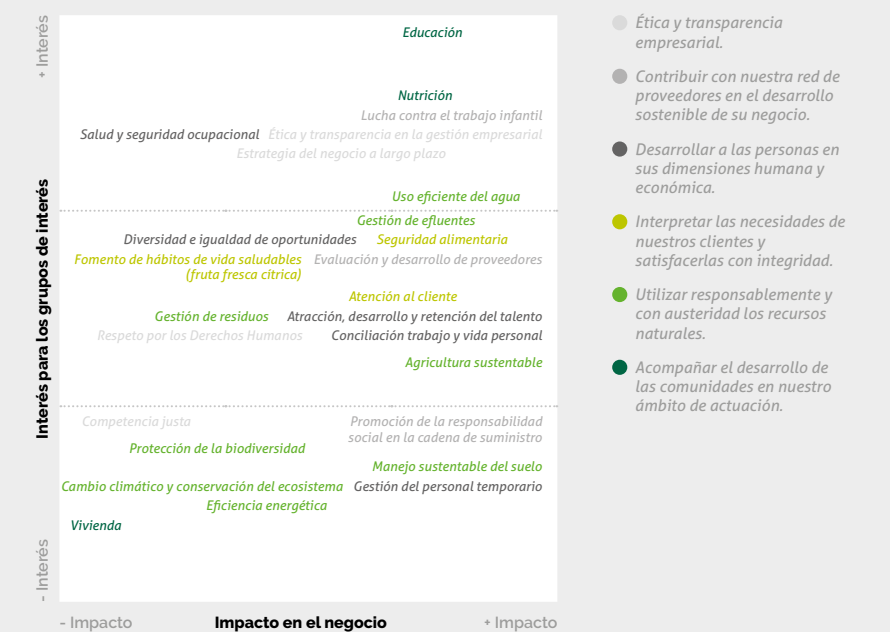 + Interés
Interés para los grupos de interés
- Interés
Educación
Nutrición
Lucha contra el trabajo infantil
Salud y seguridad ocupacional
Ética y transparencia en la gestión empresarial
Estrategia del negocio a largo plazo
Uso eficiente del agua
Gestión de efluentes
Diversidad e igualdad de oportunidades
Seguridad alimentaria
Fomento de hábitos de vida saludables
(fruta fresca cítrica)
Evaluación y desarrollo de proveedores
Atención al cliente
Gestión de residuos
Atracción, desarrollo y retención del talento
Respeto por los Derechos Humanos
Conciliación trabajo y vida personal
Agricultura sustentable
Competencia justa
Promoción de la responsabilidad
social en la cadena de suministro
Protección de la biodiversidad
Manejo sustentable del suelo
Cambio climático y conservación del ecosistema
Gestión del personal temporario
Eficiencia energética
Vivienda
- Impacto
Impacto en el negocio
+ Impacto
Ética y transparencia
empresarial.
Contribuir con nuestra red de
proveedores en el desarrollo
sostenible de su negocio.
Desarrollar a las personas en
sus dimensiones humana y
económica.
Interpretar las necesidades de
nuestros clientes y
satisfacerlas con integridad.
Utilizar responsablemente y
con austeridad los recursos
naturales.
Acompañar el desarrollo de
las comunidades en nuestro
ámbito de actuación.